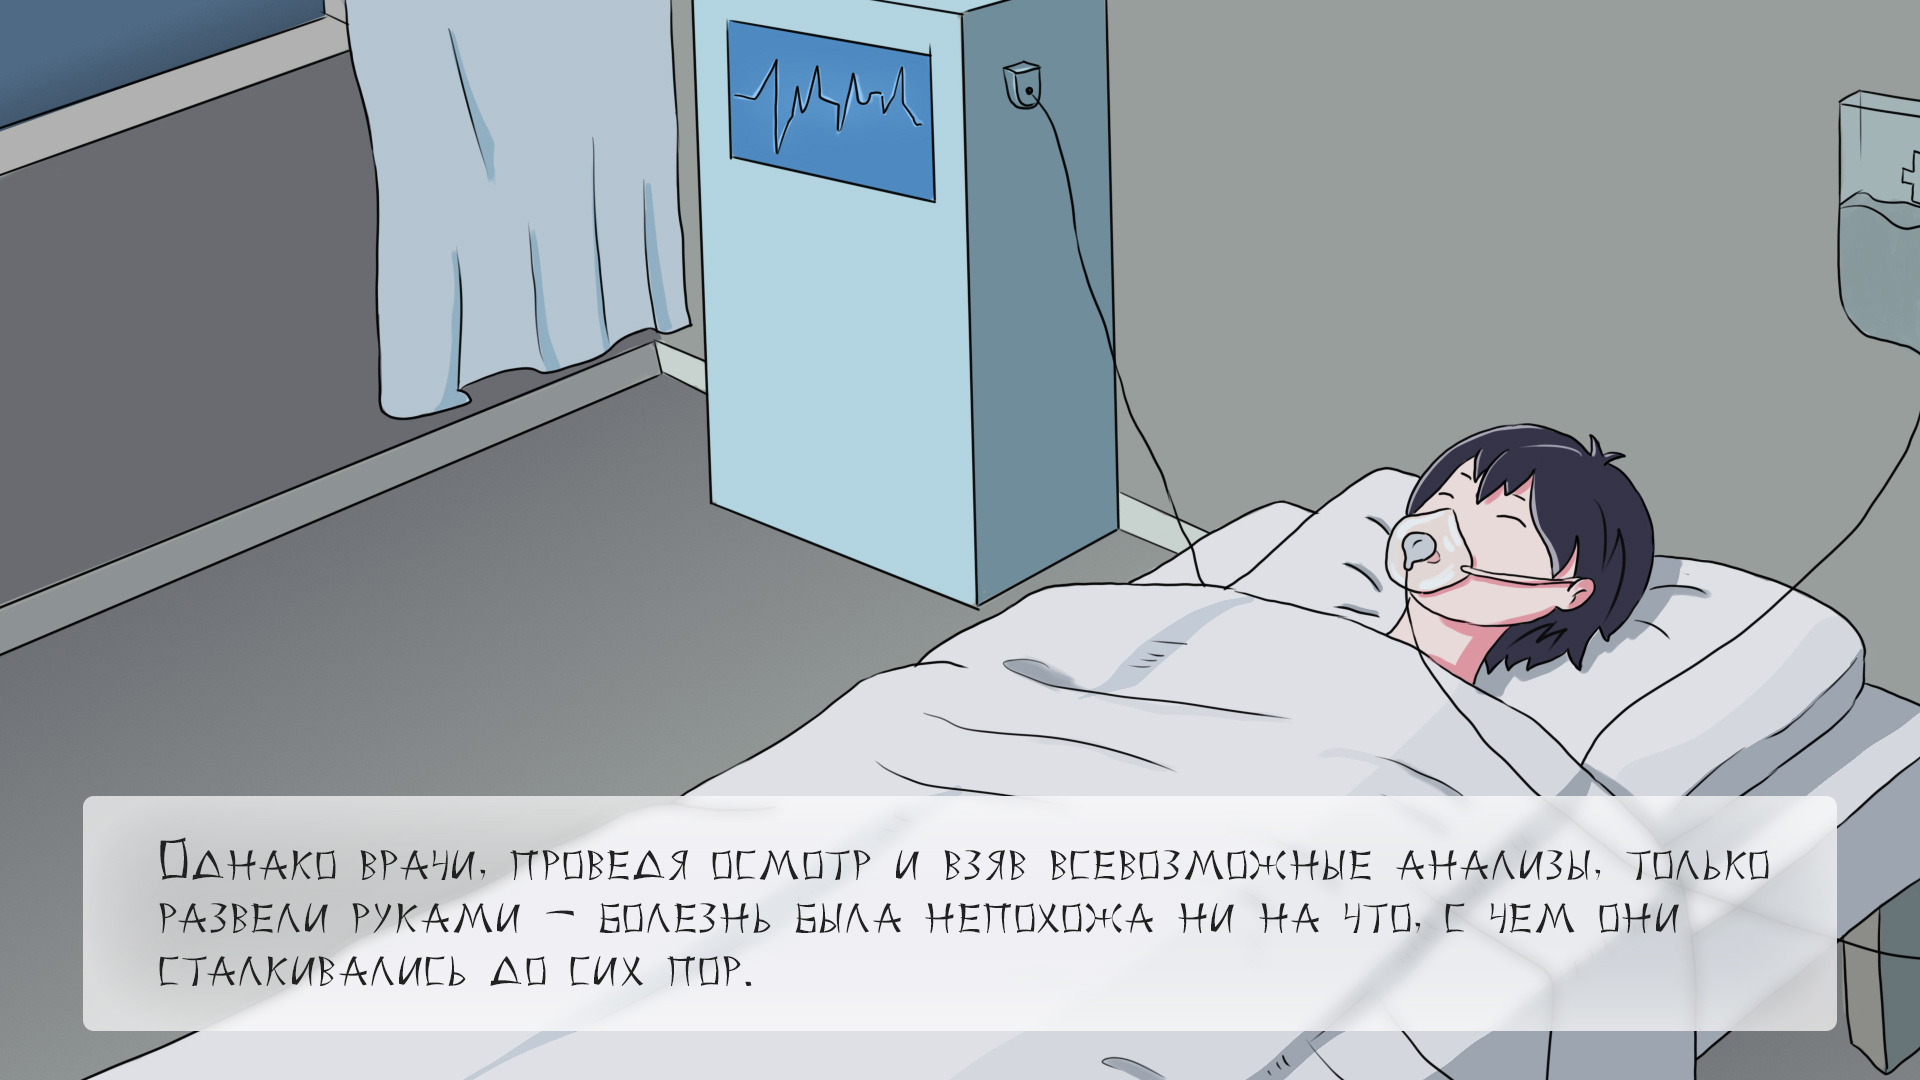 Однако врачи, проведя осмотр и взяв всевозможные анализы, только
развели руками — болезнь была непохожа ни на что, с чем они
сталкивались до сих пор.